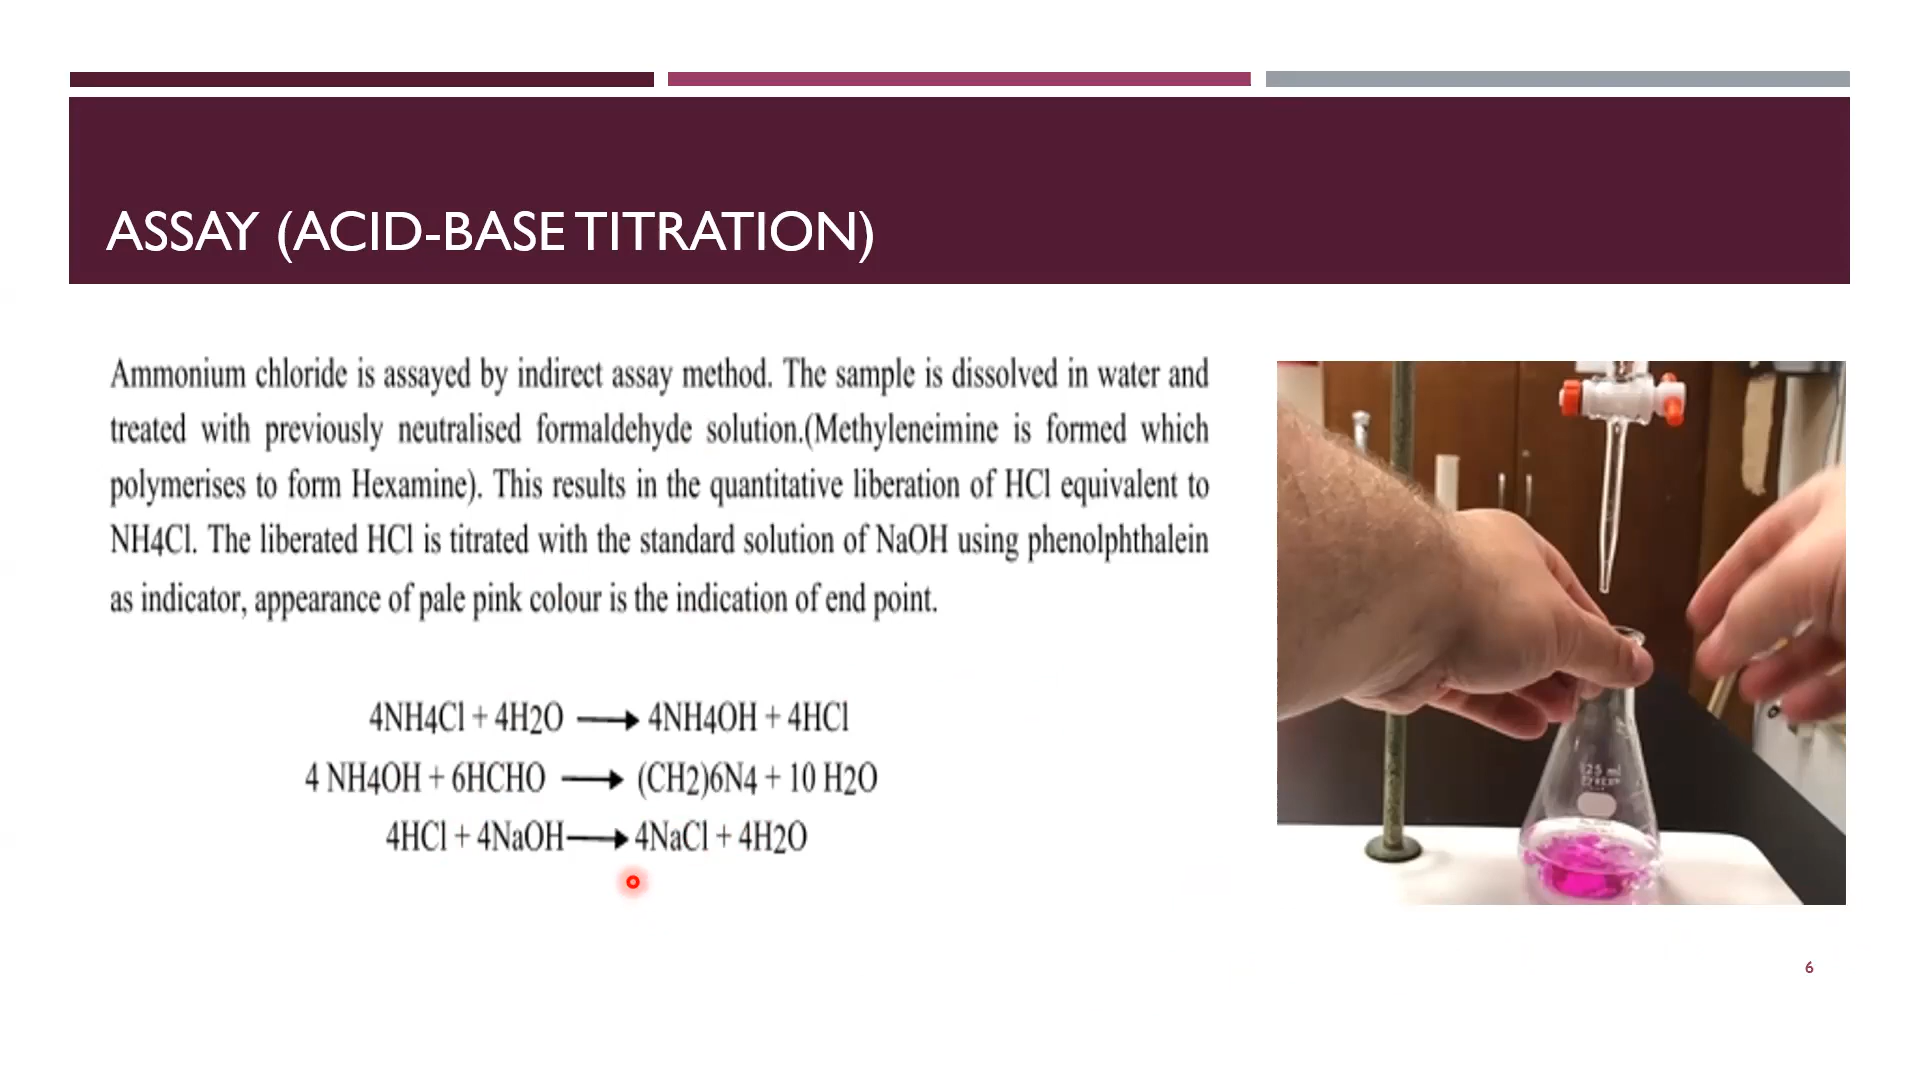 ASSAY (ACID-BASE TITRATION)
Ammonium chloride is assayed by indirect assay method. The sample is dissolved in water and
treated with previously neutralised formaldehyde solution.(Methyleneimine is formed which
polymerises to form Hexamine). This results in the quantitative liberation of HCl equivalent to
NH4Cl. The liberated HCl is titrated with the standard solution of NaOH using phenolphthalein
as indicator, appearance of pale pink colour is the indication of end point.
4NH4Cl + 4H2O → 4NH4OH + 4HCl
4 NH4OH + 6HCHO → (CH2)6N4 + 10 H2O
4HCl + 4NaOH → 4NaCl + 4H2O
125 ml
PYREX
6